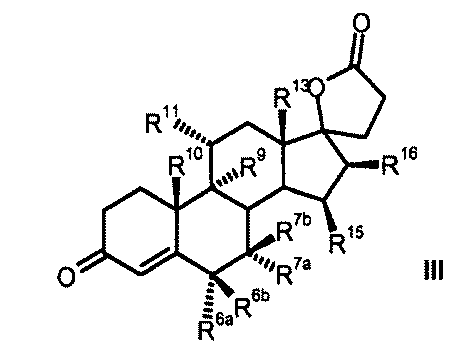 O
R¹¹ R¹³ O
R¹⁰ R⁹ R¹⁶
R⁷ᵇ R¹⁵
O R⁷ᵃ III
R⁶ᵃ R⁶ᵇ